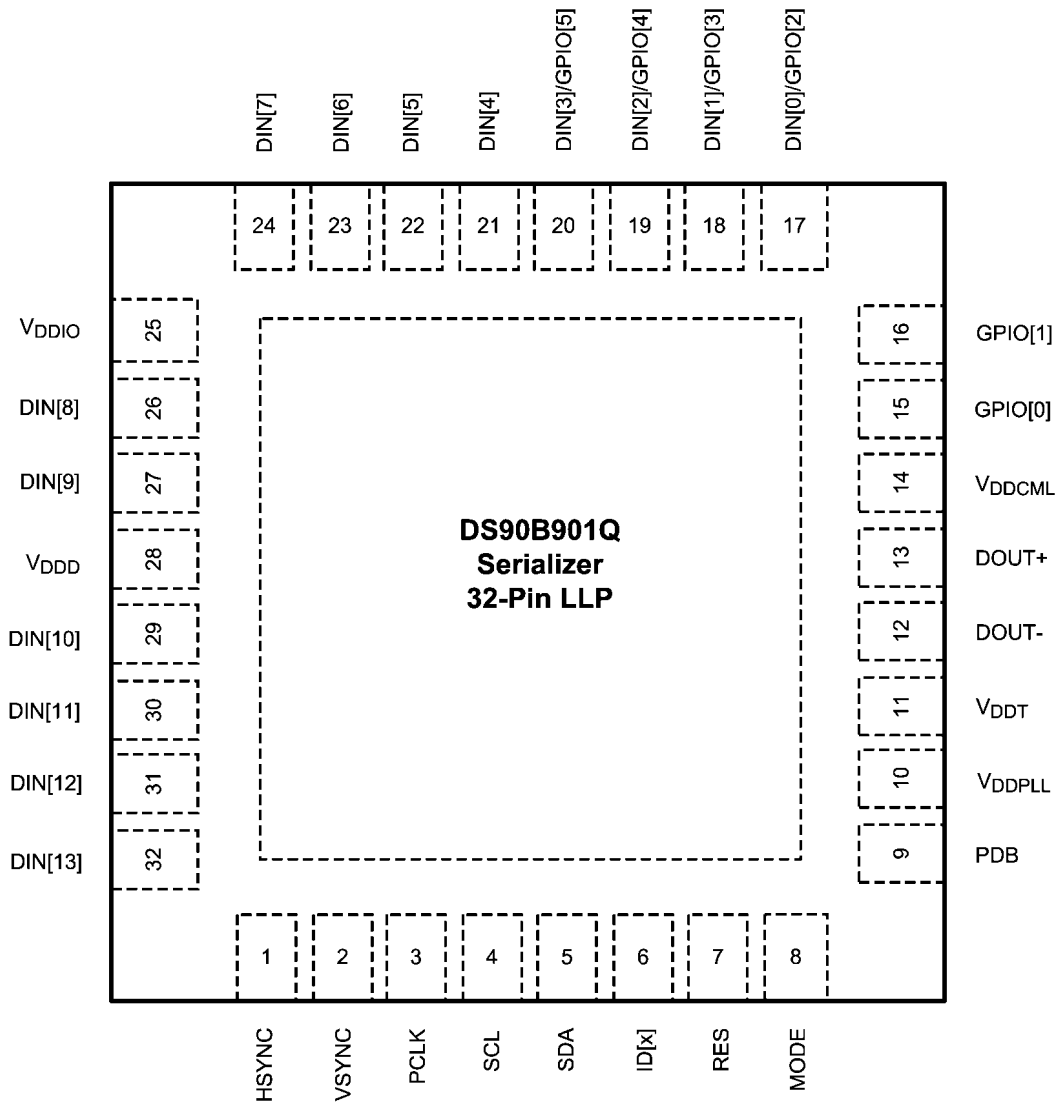 DIN[7]
DIN[6]
DIN[5]
DIN[4]
DIN[3]/GPIO[5]
DIN[2]/GPIO[4]
DIN[1]/GPIO[3]
DIN[0]/GPIO[2]
24
23
22
21
20
19
18
17
VDDIO
25
DIN[8]
26
DIN[9]
27
VDDD
28
DIN[10]
29
DIN[11]
30
DIN[12]
31
DIN[13]
32
DS90B901Q
Serializer
32-Pin LLP
16
GPIO[1]
15
GPIO[0]
14
VDDCML
13
DOUT+
12
DOUT-
11
VDDT
10
VDDPLL
9
PDB
1
2
3
4
5
6
7
8
HSYNC
VSYNC
PCLK
SCL
SDA
ID[x]
RES
MODE